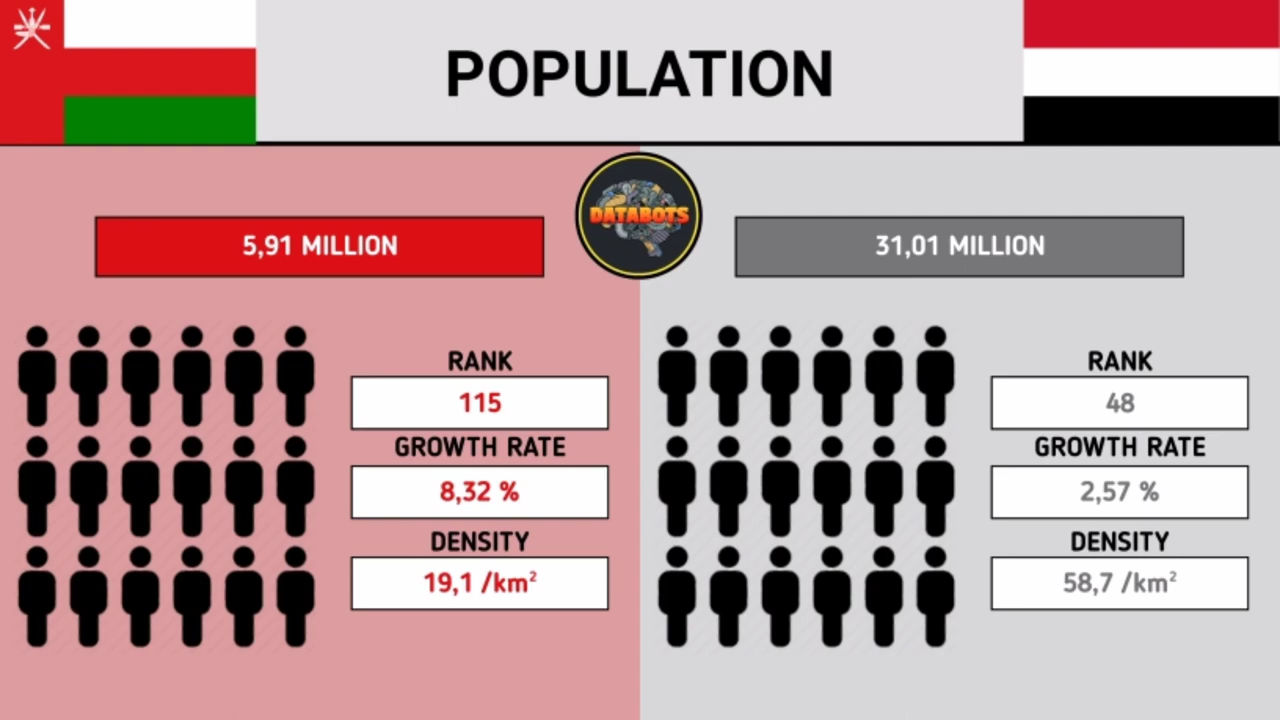 POPULATION
DATABOTS
5,91 MILLION
31,01 MILLION
RANK
115
GROWTH RATE
8,32 %
DENSITY
19,1 /km²
RANK
48
GROWTH RATE
2,57 %
DENSITY
58,7 /km²